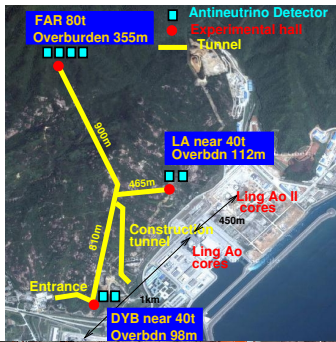 FAR 80t
Overburden 355m
Antineutrino Detector
Experimental hall
Tunnel
900m
LA near 40t
Overbdn 112m
465m
Ling Ao II
cores
450m
810m
Construction
tunnel
Ling Ao
cores
Entrance
1km
DYB near 40t
Overbdn 98m